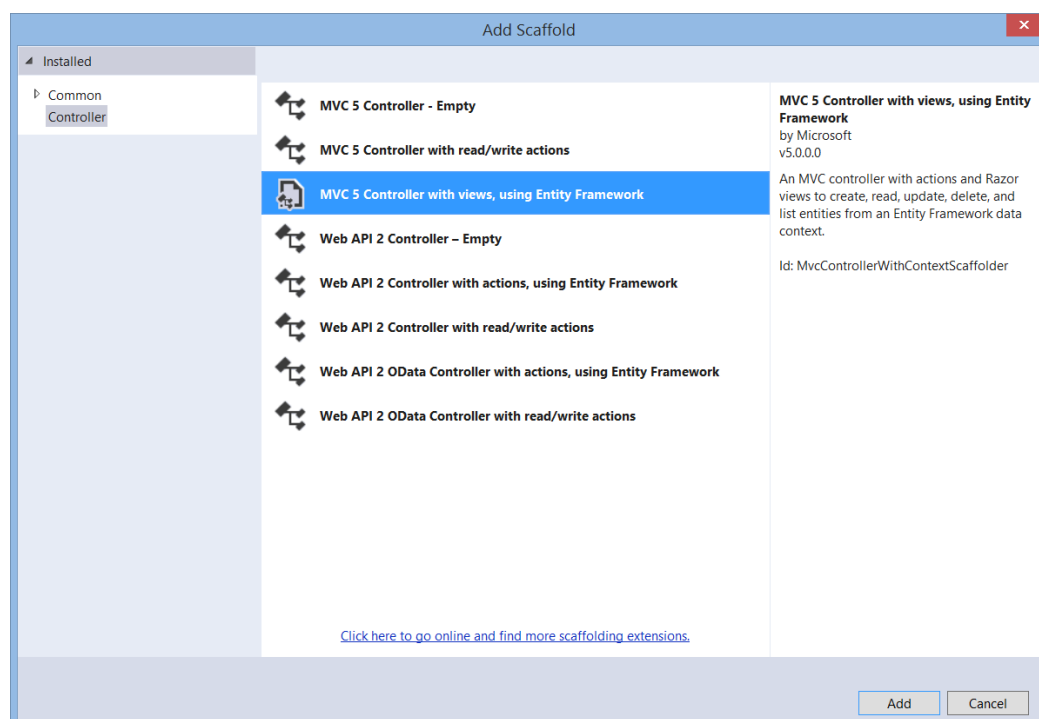 Add Scaffold
Installed
Common
Controller
MVC 5 Controller - Empty
MVC 5 Controller with read/write actions
MVC 5 Controller with views, using Entity Framework
Web API 2 Controller – Empty
Web API 2 Controller with actions, using Entity Framework
Web API 2 Controller with read/write actions
Web API 2 OData Controller with actions, using Entity Framework
Web API 2 OData Controller with read/write actions
Click here to go online and find more scaffolding extensions.
MVC 5 Controller with views, using Entity
Framework
by Microsoft
v5.0.0.0
An MVC controller with actions and Razor
views to create, read, update, delete, and
list entities from an Entity Framework data
context.
Id: MvcControllerWithContextScaffolder
Add
Cancel